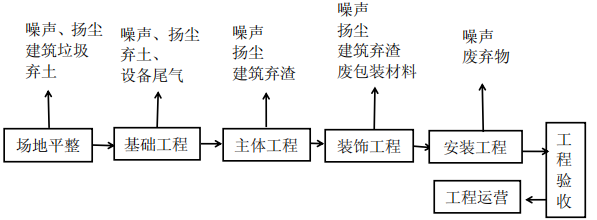 噪声、扬尘
建筑垃圾
弃土
噪声、扬尘
弃土、
设备尾气
噪声
扬尘
建筑弃渣
噪声
扬尘
建筑弃渣
废包装材料
噪声
废弃物
场地平整
基础工程
主体工程
装饰工程
安装工程
工程验收
工程运营